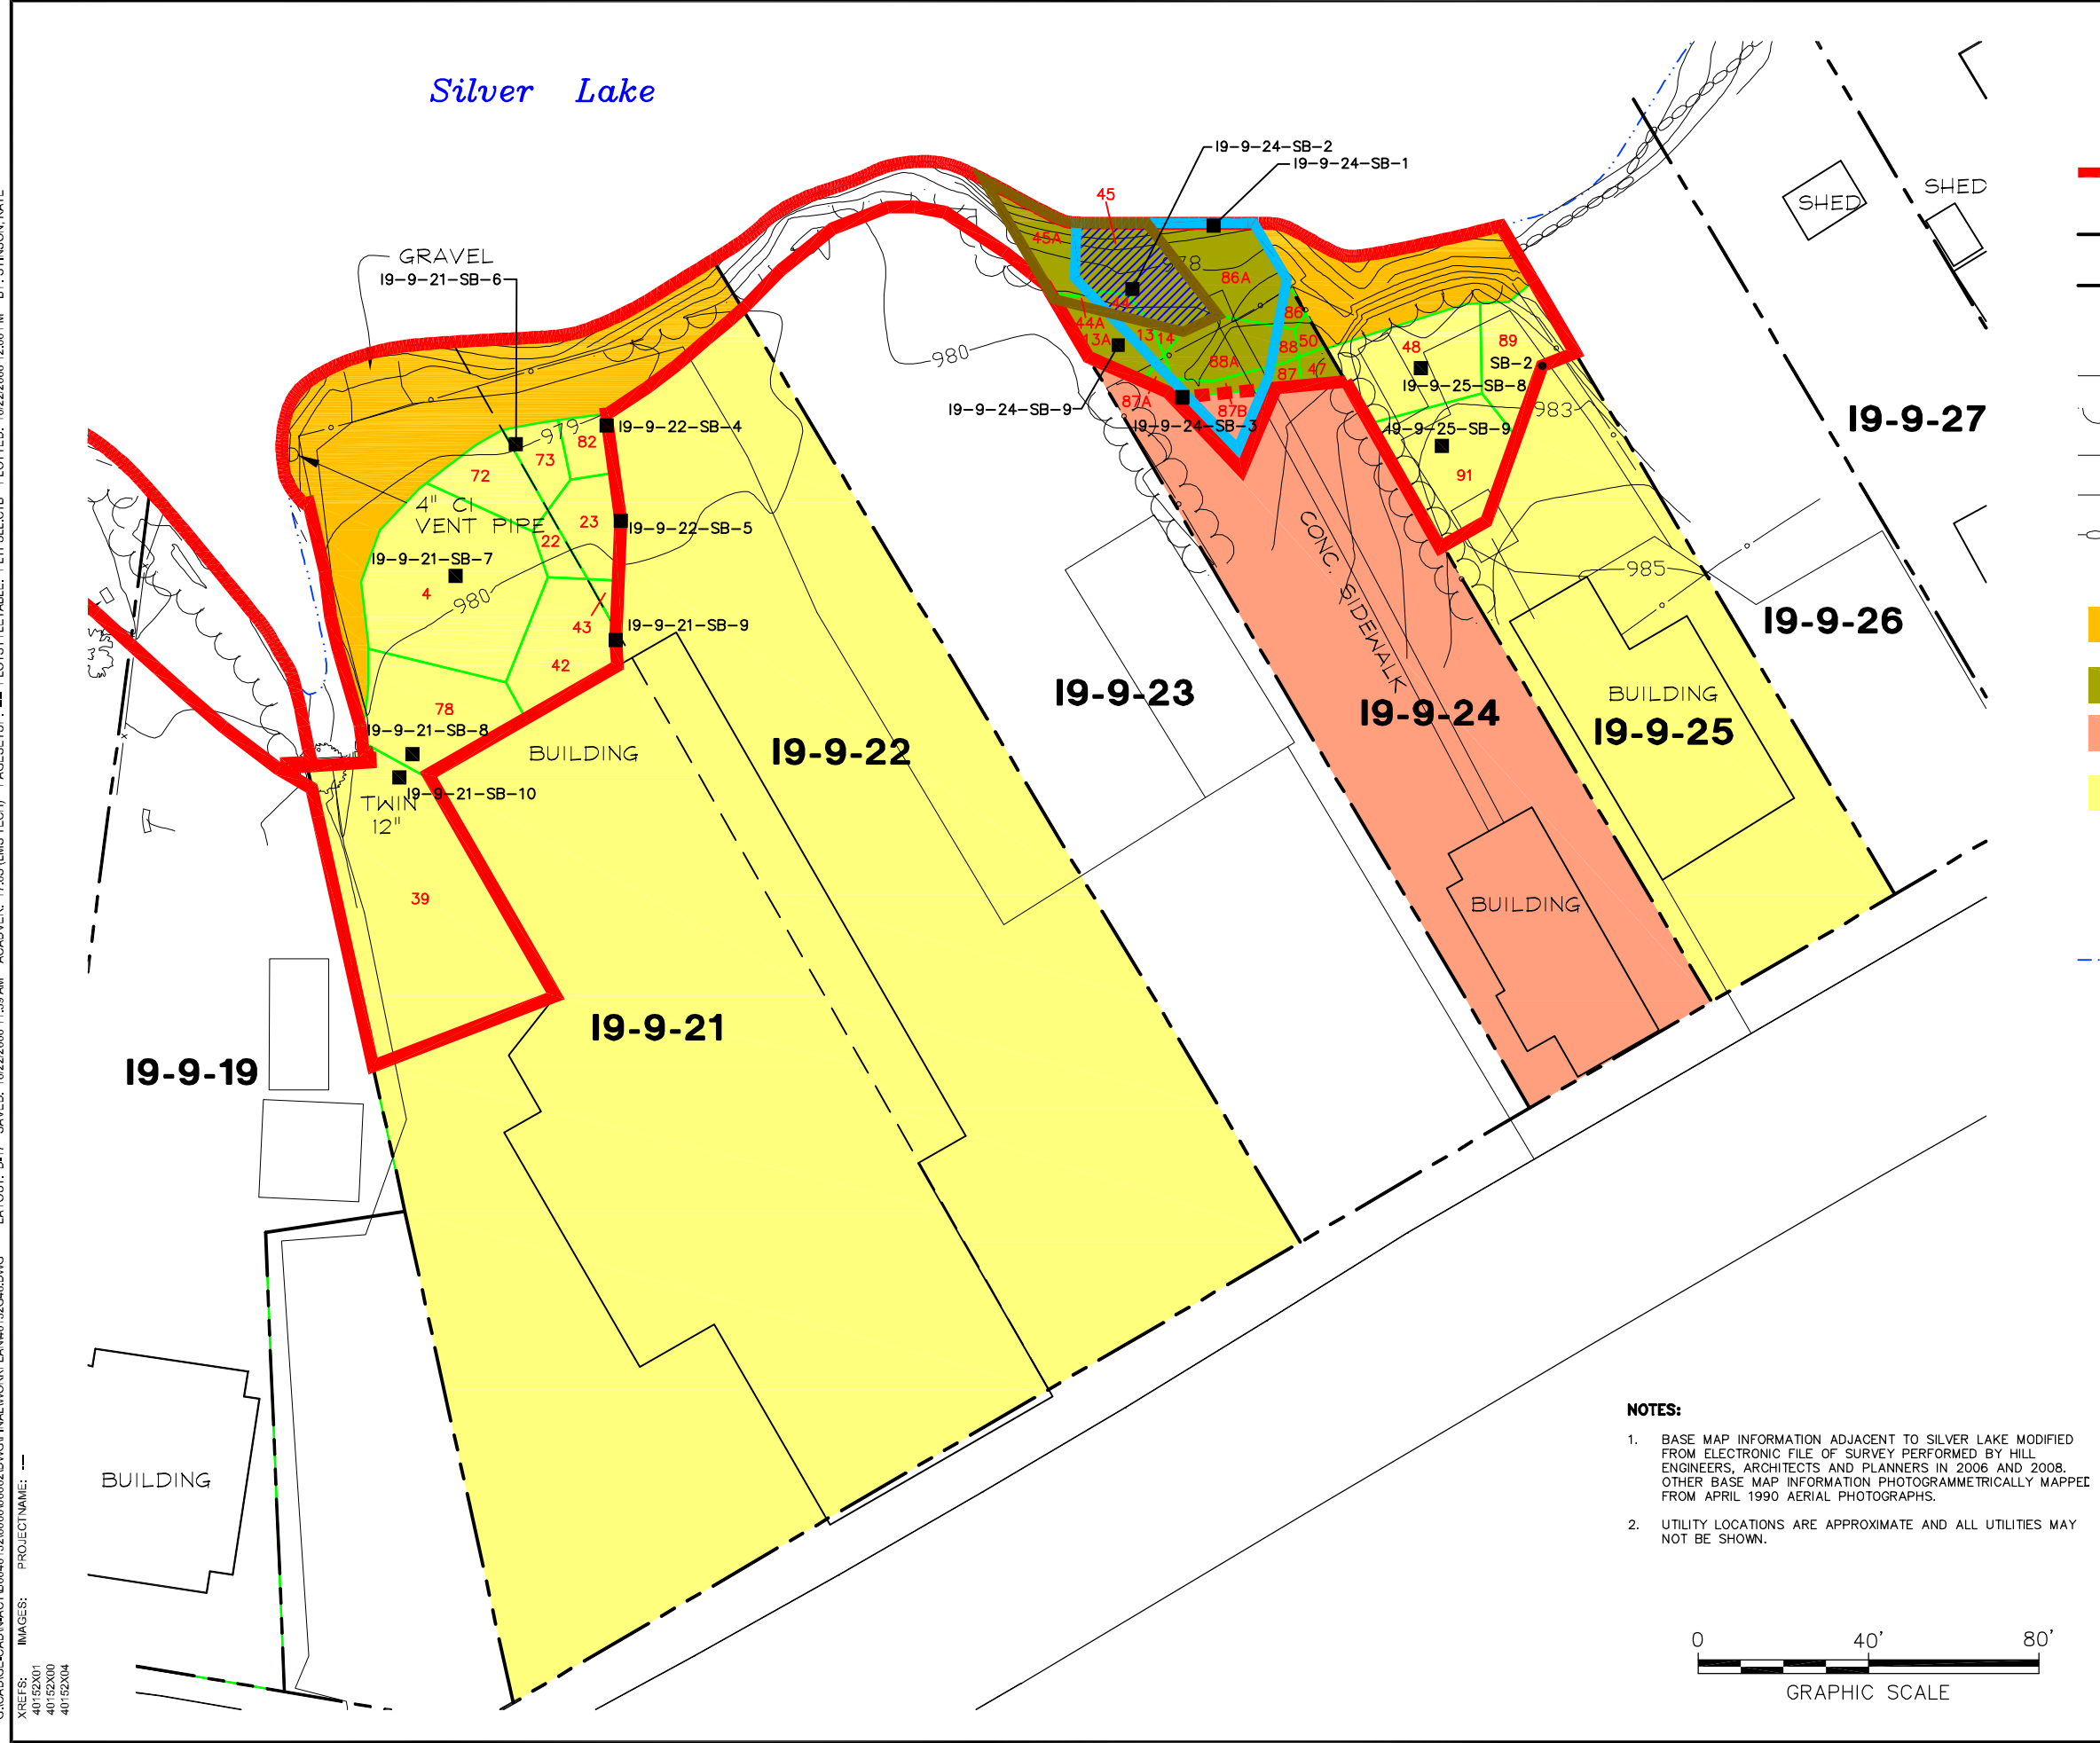 Silver Lake
I9-9-24-SB-2
I9-9-24-SB-1
SHED
SHED
45
GRAVEL
I9-9-21-SB-6
45A
78
86A
44
44A
86
13A
13
14
50
88
88A
87
47
87A
87B
48
89
SB-2
I9-9-25-SB-8
980
I9-9-24-SB-9
I9-9-24-SB-3
983
I9-9-27
I9-9-25-SB-9
91
979
I9-9-22-SB-4
82
73
72
4" CI
VENT PIPE
23
I9-9-22-SB-5
22
I9-9-21-SB-7
4
980
43
I9-9-21-SB-9
42
CONC. SIDEWALK
985
I9-9-26
I9-9-23
I9-9-24
BUILDING
I9-9-25
78
I9-9-21-SB-8
BUILDING
I9-9-22
I9-9-21-SB-10
TWIN
12"
39
BUILDING
I9-9-21
I9-9-19
BUILDING
NOTES:
1. BASE MAP INFORMATION ADJACENT TO SILVER LAKE MODIFIED
FROM ELECTRONIC FILE OF SURVEY PERFORMED BY HILL
ENGINEERS, ARCHITECTS AND PLANNERS IN 2006 AND 2008.
OTHER BASE MAP INFORMATION PHOTOGRAMMETRICALLY MAPPED
FROM APRIL 1990 AERIAL PHOTOGRAPHS.
2. UTILITY LOCATIONS ARE APPROXIMATE AND ALL UTILITIES MAY
NOT BE SHOWN.
0 40' 80'
GRAPHIC SCALE
XREFS: IMAGES: PROJECTNAME: ---
40152X01
40152X00
40152X04